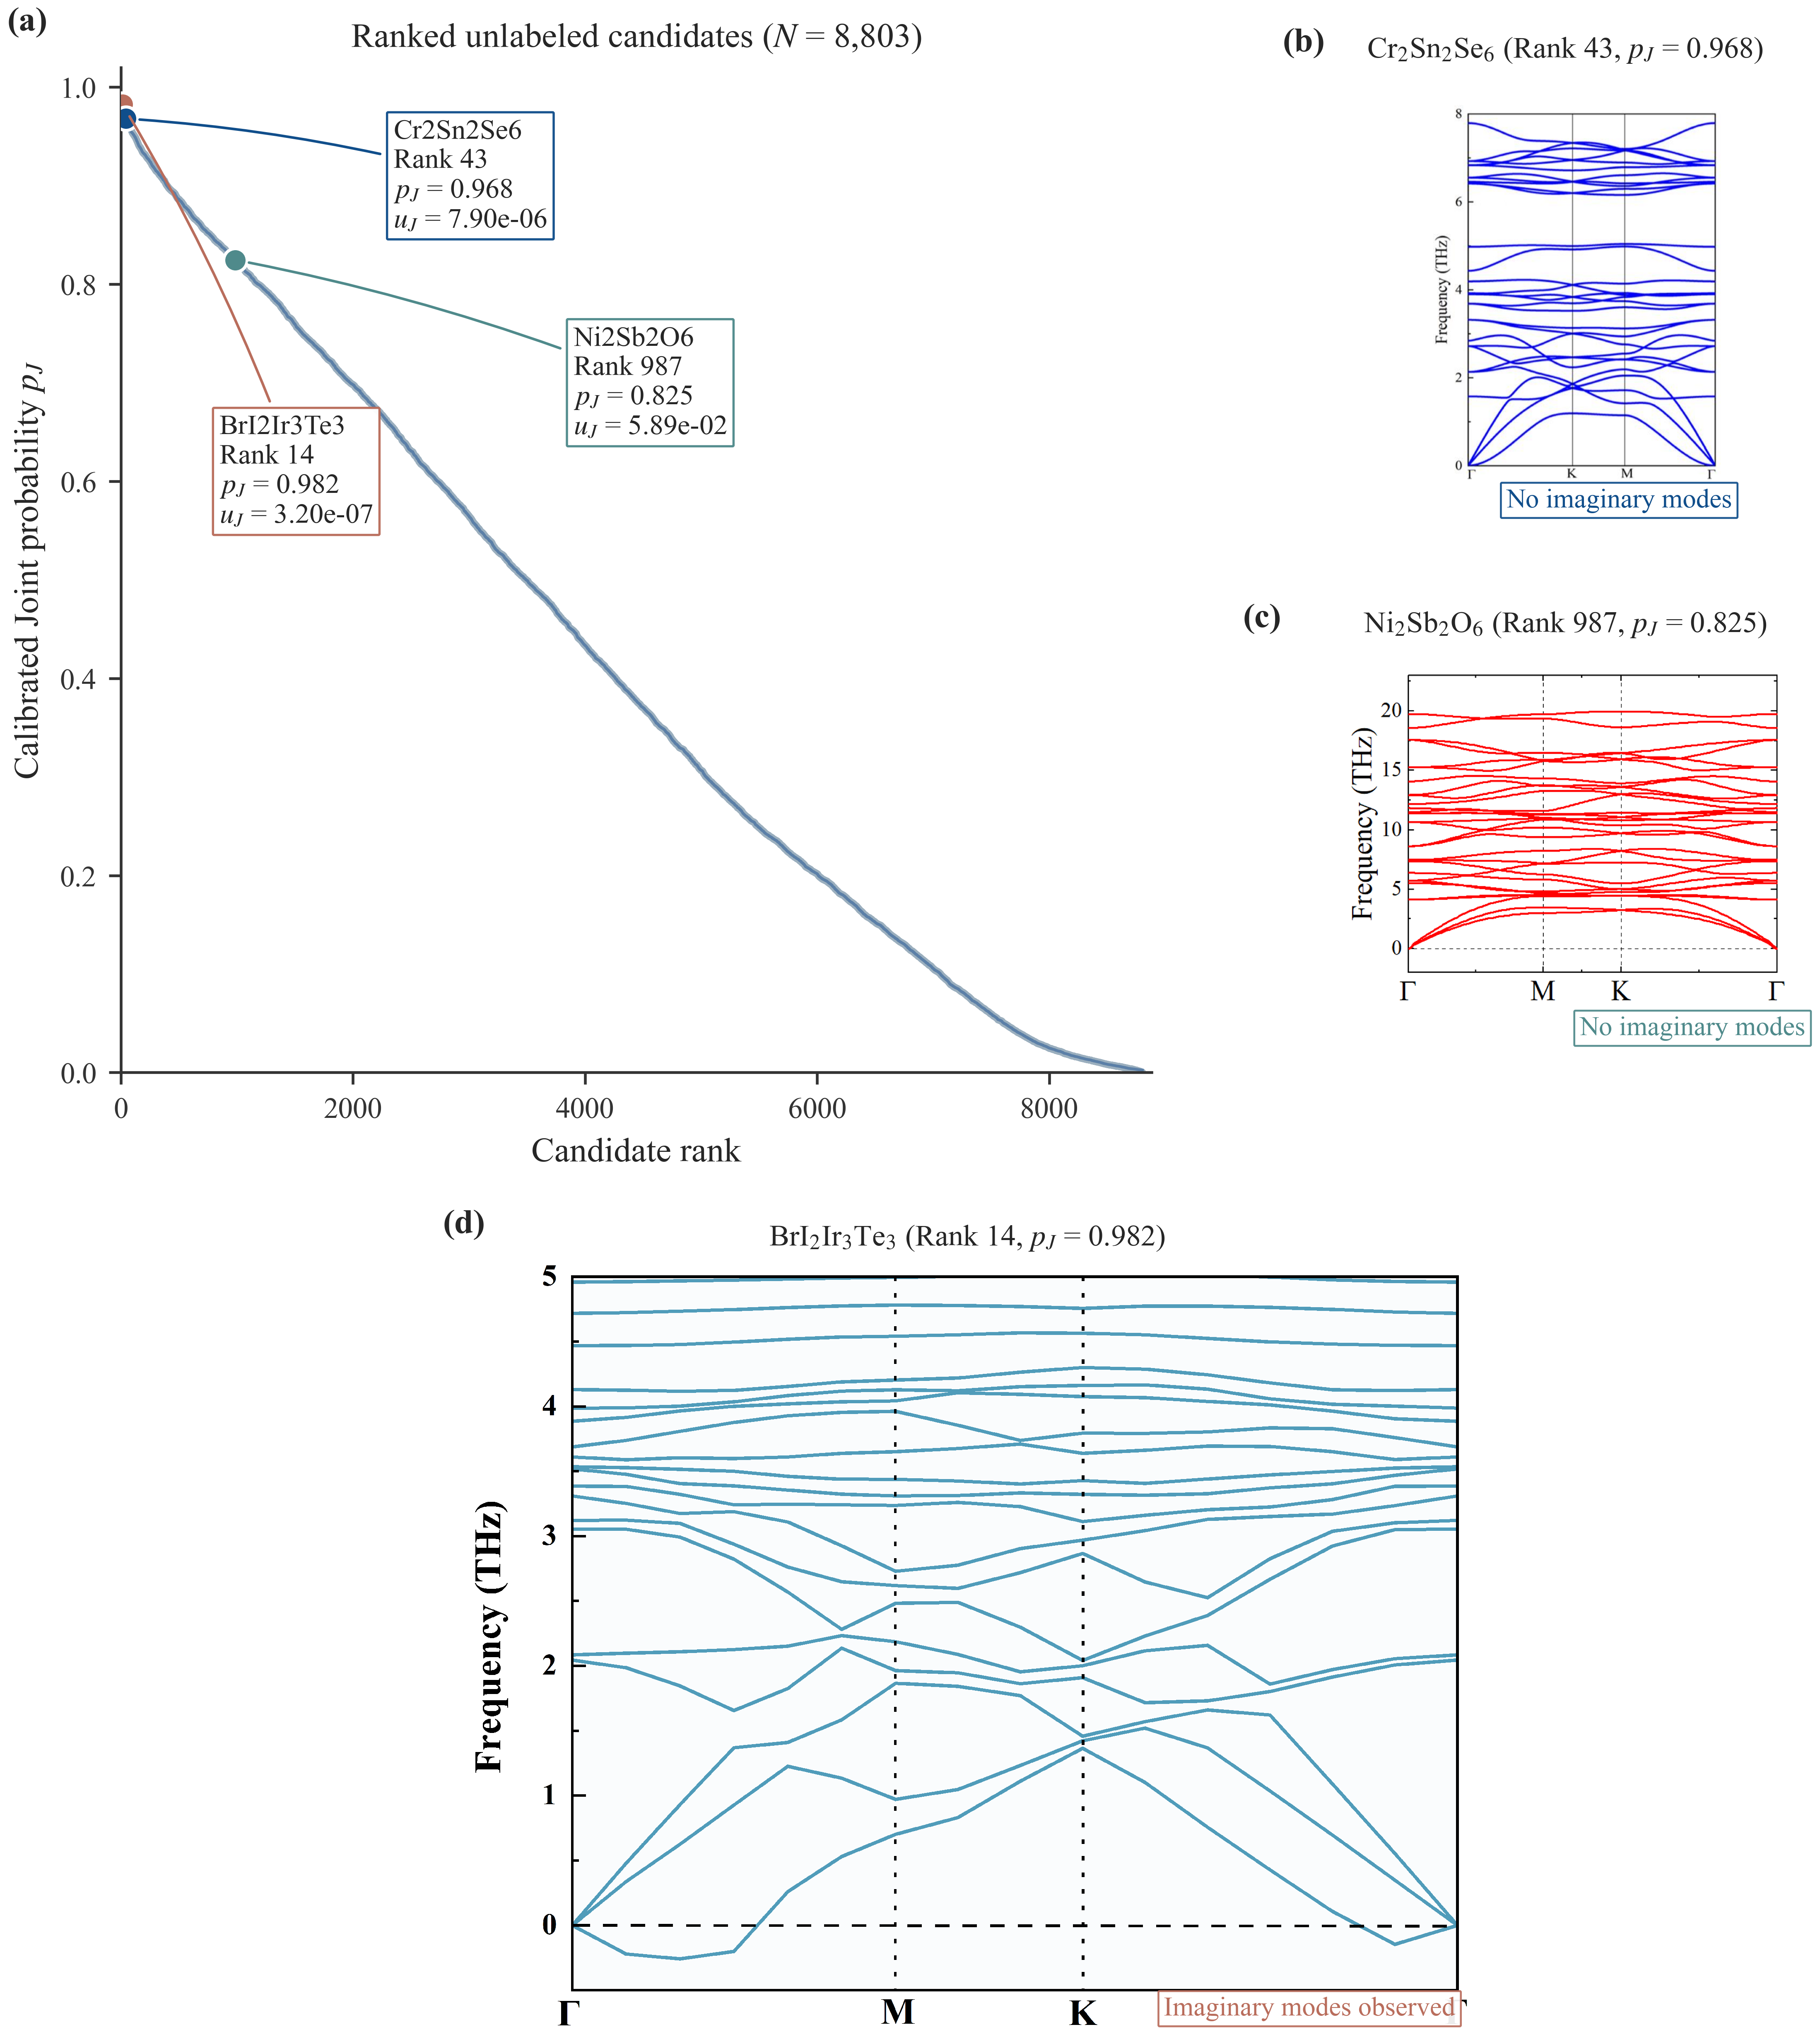 (a)
Ranked unlabeled candidates (N = 8,803)
1.0
0.8
0.6
0.4
0.2
0.0
Calibrated Joint probability pJ
0
2000
4000
6000
8000
Candidate rank
Cr2Sn2Se6
Rank 43
pJ = 0.968
uJ = 7.90e-06
Ni2Sb2O6
Rank 987
pJ = 0.825
uJ = 5.89e-02
BrI2Ir3Te3
Rank 14
pJ = 0.982
uJ = 3.20e-07
(b)
Cr₂Sn₂Se₆ (Rank 43, pJ = 0.968)
8
6
4
2
0
Frequency (THz)
Γ K M Γ
No imaginary modes
(c)
Ni₂Sb₂O₆ (Rank 987, pJ = 0.825)
20
15
10
5
0
Frequency (THz)
Γ M K Γ
No imaginary modes
(d)
BrI₂Ir₃Te₃ (Rank 14, pJ = 0.982)
5
4
3
2
1
0
Frequency (THz)
Γ M K
Imaginary modes observed